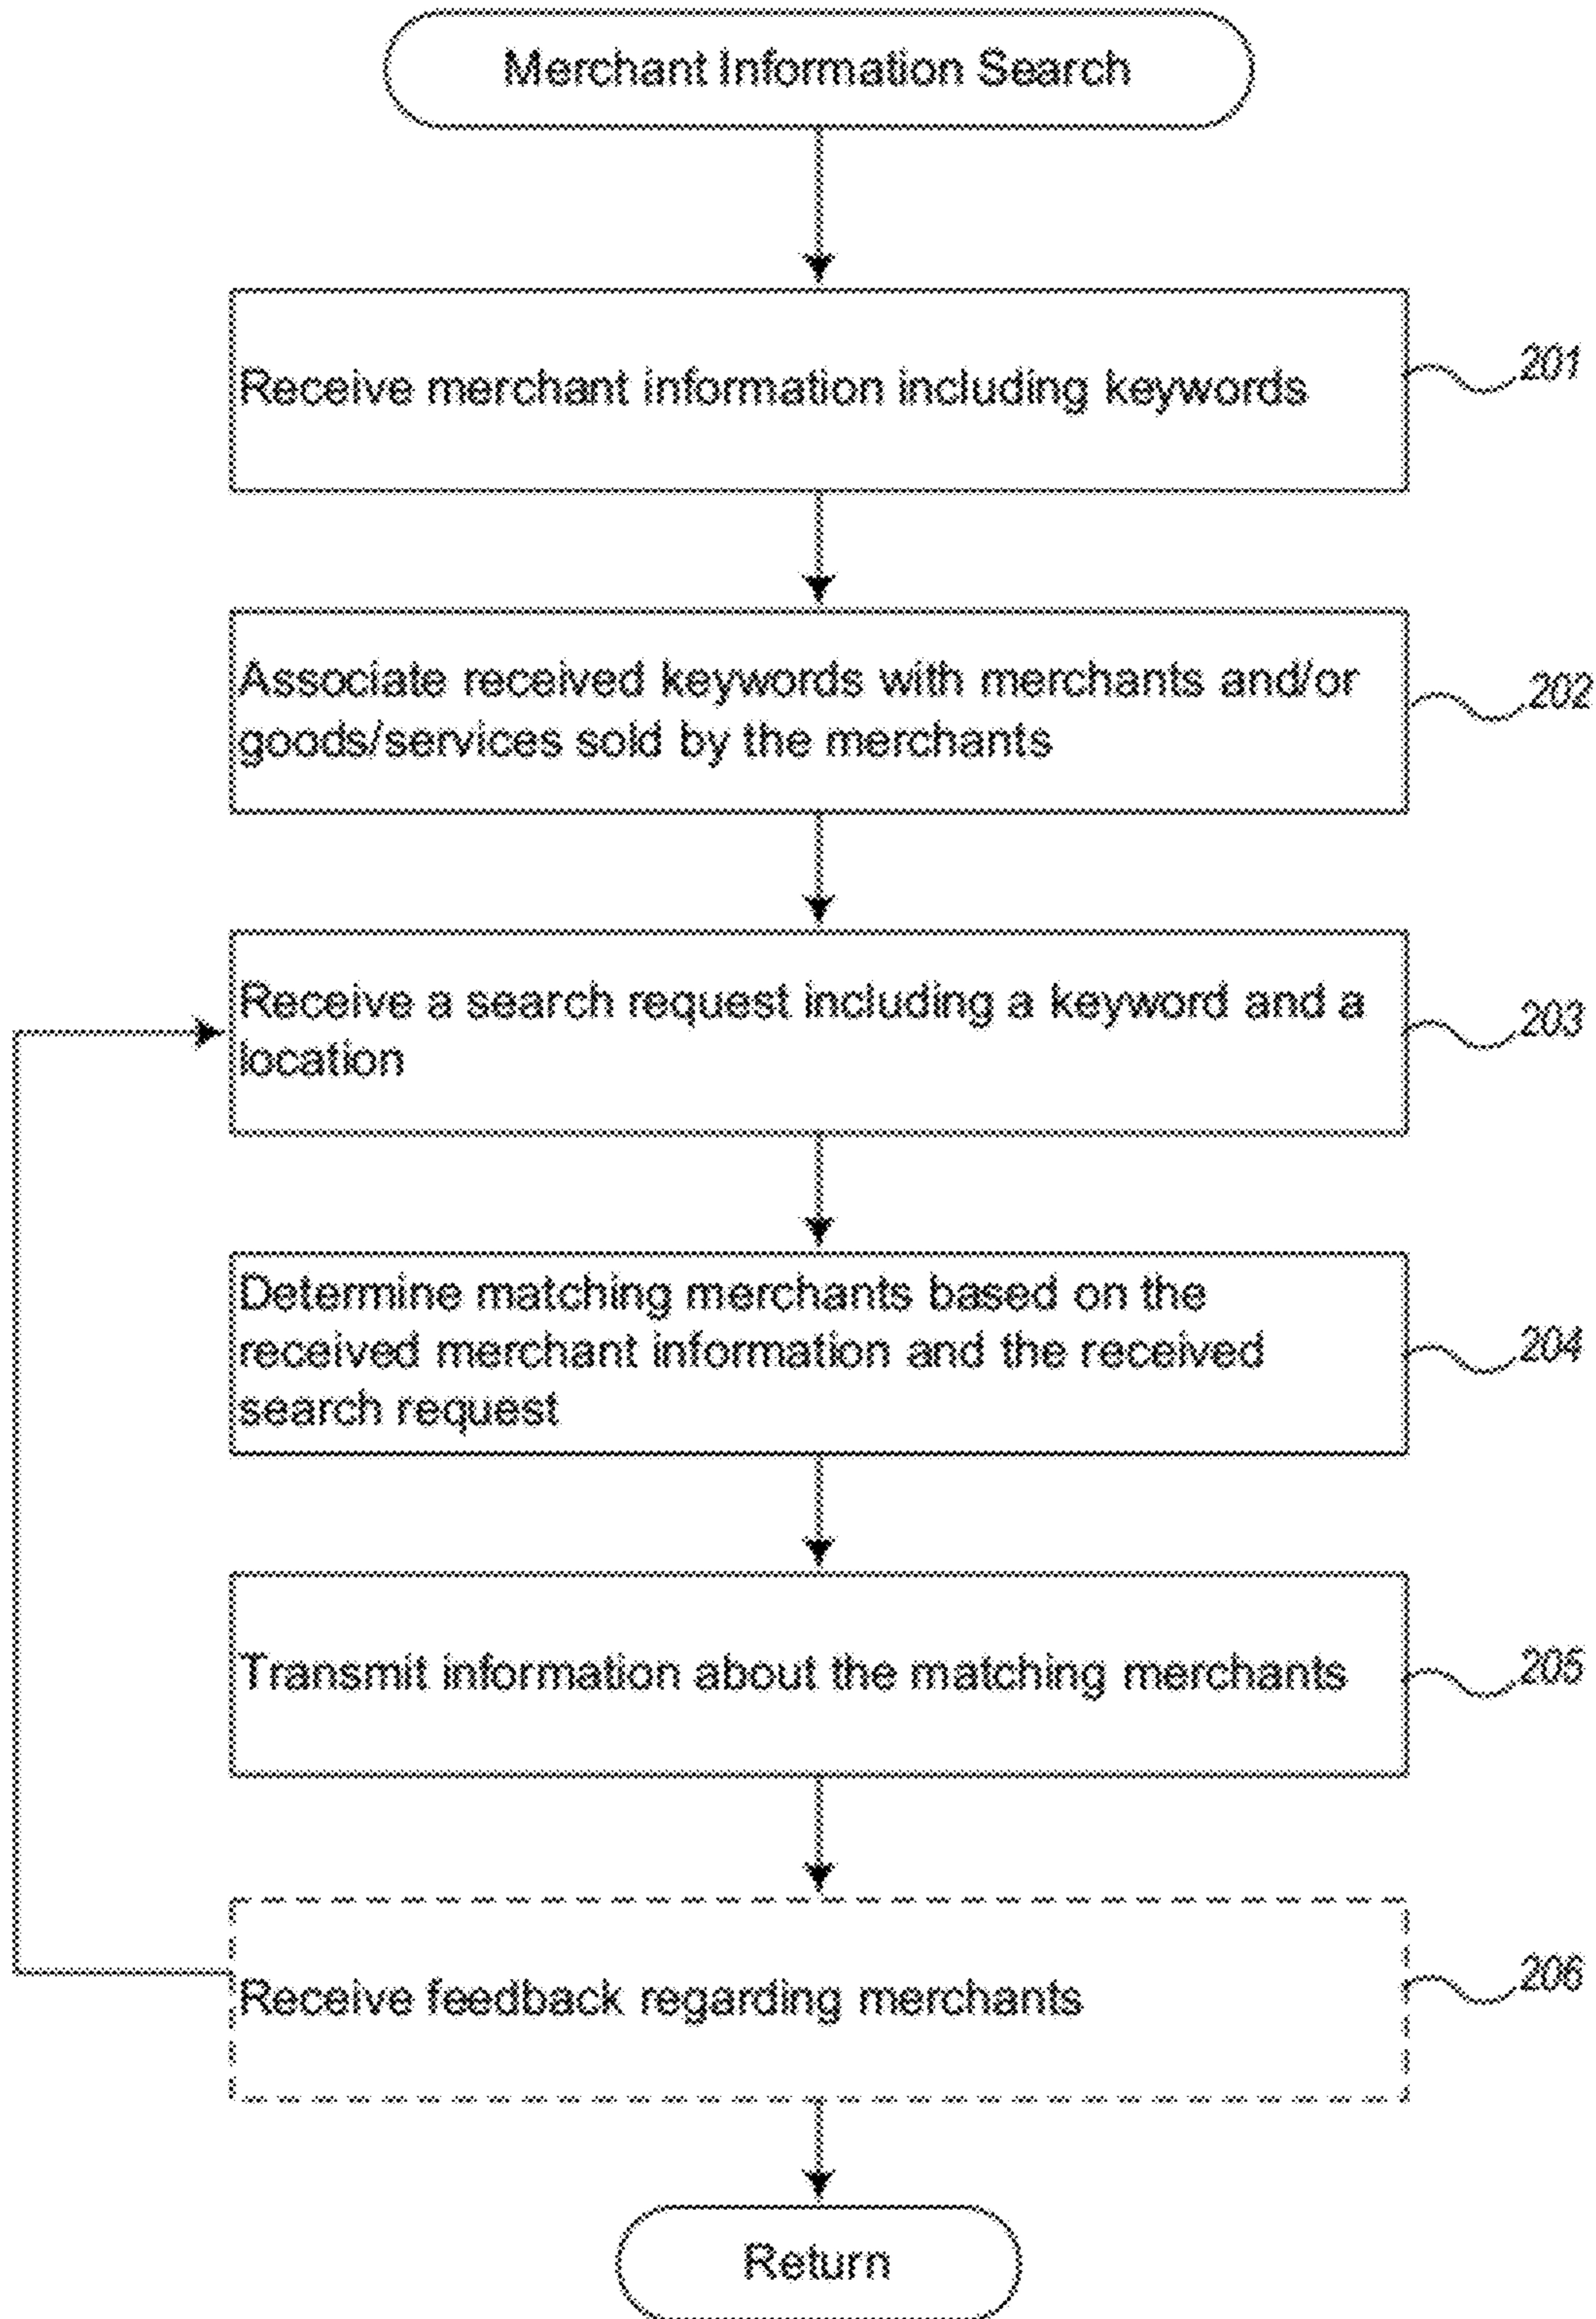 Merchant Information Search
Receive merchant information including keywords
201
Associate received keywords with merchants and/or
goods/services sold by the merchants
202
Receive a search request including a keyword and a
location
203
Determine matching merchants based on the
received merchant information and the received
search request
204
Transmit information about the matching merchants
205
Receive feedback regarding merchants
206
Return